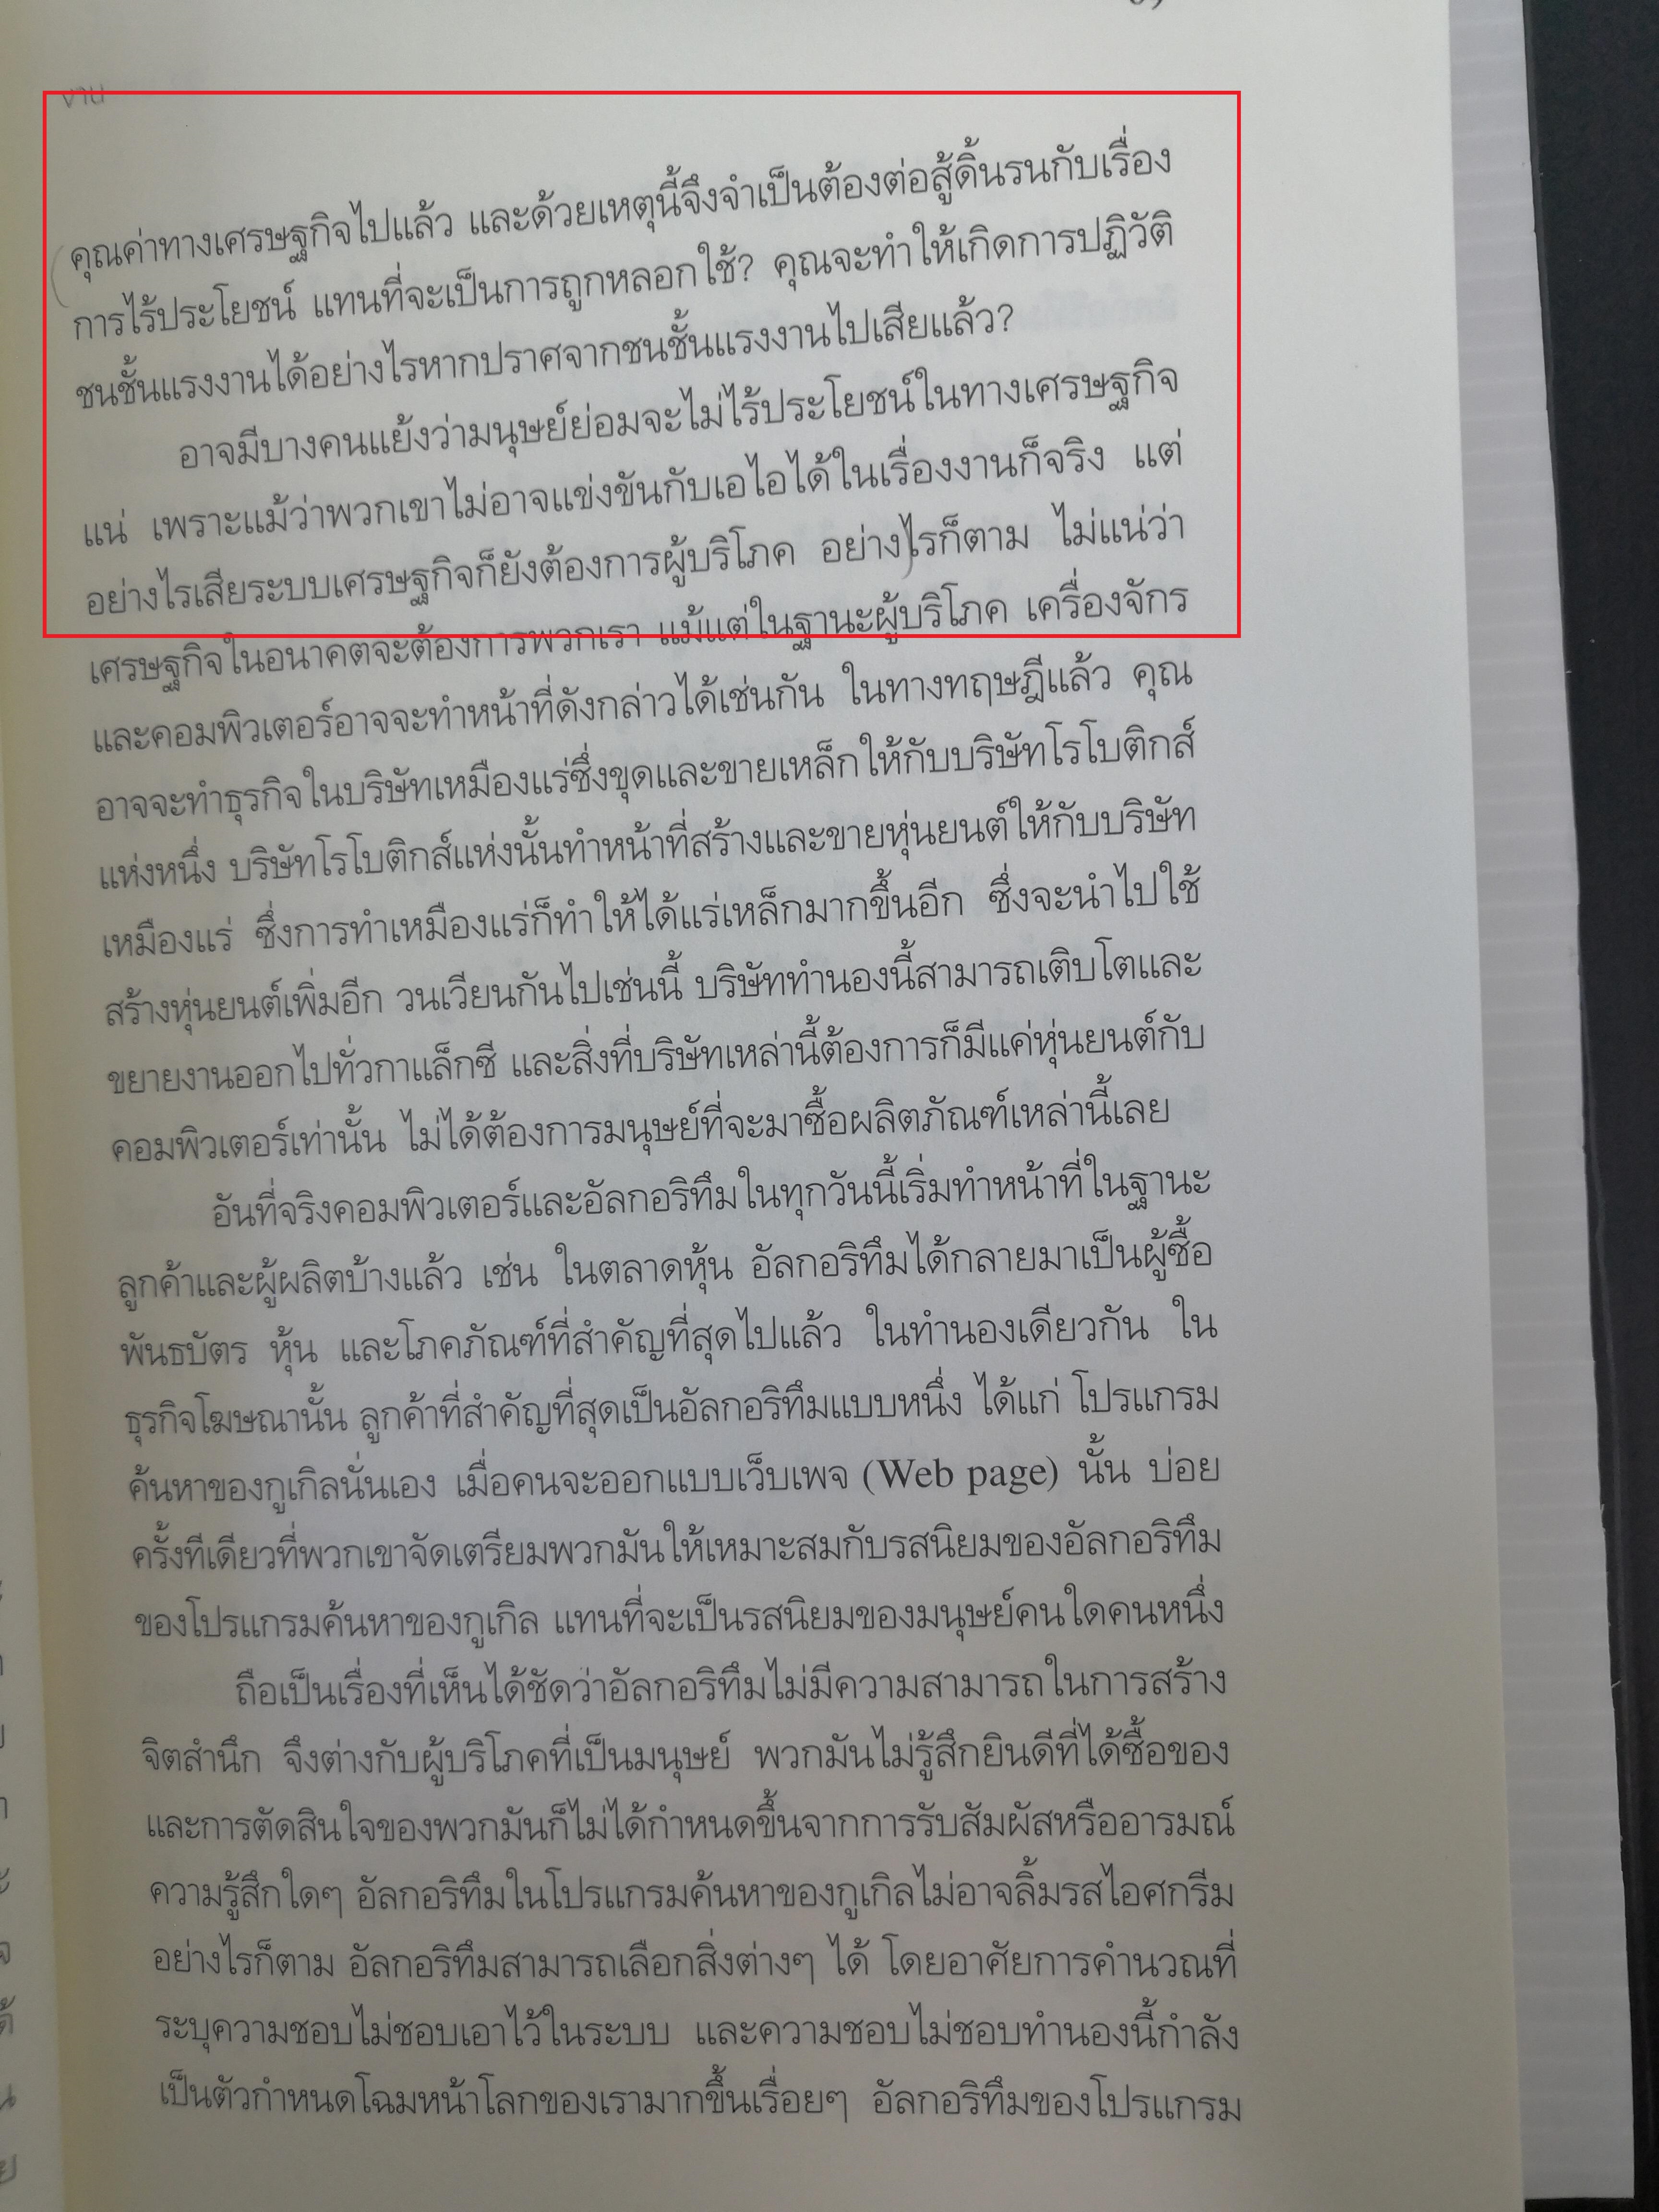 งาน
คุณค่าทางเศรษฐกิจไปแล้ว และด้วยเหตุนี้จึงจำเป็นต้องต่อสู้ดิ้นรนกับเรื่อง
การไร้ประโยชน์ แทนที่จะเป็นการถูกหลอกใช้? คุณจะทำให้เกิดการปฏิวัติ
ชนชั้นแรงงานได้อย่างไรหากปราศจากชนชั้นแรงงานไปเสียแล้ว?
อาจมีบางคนแย้งว่ามนุษย์ย่อมจะไม่ไร้ประโยชน์ในทางเศรษฐกิจ
แน่ เพราะแม้ว่าพวกเขาไม่อาจแข่งขันกับเอไอได้ในเรื่องงานก็จริง แต่
อย่างไรเสียระบบเศรษฐกิจก็ยังต้องการผู้บริโภค อย่างไรก็ตาม ไม่แน่ว่า
เศรษฐกิจในอนาคตจะต้องการพวกเรา แม้แต่ในฐานะผู้บริโภค เครื่องจักร
และคอมพิวเตอร์อาจจะทำหน้าที่ดังกล่าวได้เช่นกัน ในทางทฤษฎีแล้ว คุณ
อาจจะทำธุรกิจในบริษัทเหมืองแร่ซึ่งขุดและขายเหล็กให้กับบริษัทโรโบติกส์
แห่งหนึ่ง บริษัทโรโบติกส์แห่งนั้นทำหน้าที่สร้างและขายหุ่นยนต์ให้กับบริษัท
เหมืองแร่ ซึ่งการทำเหมืองแร่ก็ทำให้ได้แร่เหล็กมากขึ้นอีก ซึ่งจะนำไปใช้
สร้างหุ่นยนต์เพิ่มอีก วนเวียนกันไปเช่นนี้ บริษัททำนองนี้สามารถเติบโตและ
ขยายงานออกไปทั่วกาแล็กซี และสิ่งที่บริษัทเหล่านี้ต้องการก็มีแค่หุ่นยนต์กับ
คอมพิวเตอร์เท่านั้น ไม่ได้ต้องการมนุษย์ที่จะมาซื้อผลิตภัณฑ์เหล่านี้เลย
อันที่จริงคอมพิวเตอร์และอัลกอริทึมในทุกวันนี้เริ่มทำหน้าที่ในฐานะ
ลูกค้าและผู้ผลิตบ้างแล้ว เช่น ในตลาดหุ้น อัลกอริทึมได้กลายมาเป็นผู้ซื้อ
พันธบัตร หุ้น และโภคภัณฑ์ที่สำคัญที่สุดไปแล้ว ในทำนองเดียวกัน ใน
ธุรกิจโฆษณานั้น ลูกค้าที่สำคัญที่สุดเป็นอัลกอริทึมแบบหนึ่ง ได้แก่ โปรแกรม
ค้นหาของกูเกิลนั่นเอง เมื่อคนจะออกแบบเว็บเพจ (Web page) นั้น บ่อย
ครั้งทีเดียวที่พวกเขาจัดเตรียมพวกมันให้เหมาะสมกับรสนิยมของอัลกอริทึม
ของโปรแกรมค้นหาของกูเกิล แทนที่จะเป็นรสนิยมของมนุษย์คนใดคนหนึ่ง
ถือเป็นเรื่องที่เห็นได้ชัดว่าอัลกอริทึมไม่มีความสามารถในการสร้าง
จิตสำนึก จึงต่างกับผู้บริโภคที่เป็นมนุษย์ พวกมันไม่รู้สึกยินดีที่ได้ซื้อของ
และการตัดสินใจของพวกมันก็ไม่ได้กำหนดขึ้นจากการรับสัมผัสหรืออารมณ์
ความรู้สึกใดๆ อัลกอริทึมในโปรแกรมค้นหาของกูเกิลไม่อาจลิ้มรสไอศกรีม
อย่างไรก็ตาม อัลกอริทึมสามารถเลือกสิ่งต่างๆ ได้ โดยอาศัยการคำนวณที่
ระบุความชอบไม่ชอบเอาไว้ในระบบ และความชอบไม่ชอบทำนองนี้กำลัง
เป็นตัวกำหนดโฉมหน้าโลกของเรามากขึ้นเรื่อยๆ อัลกอริทึมของโปรแกรม